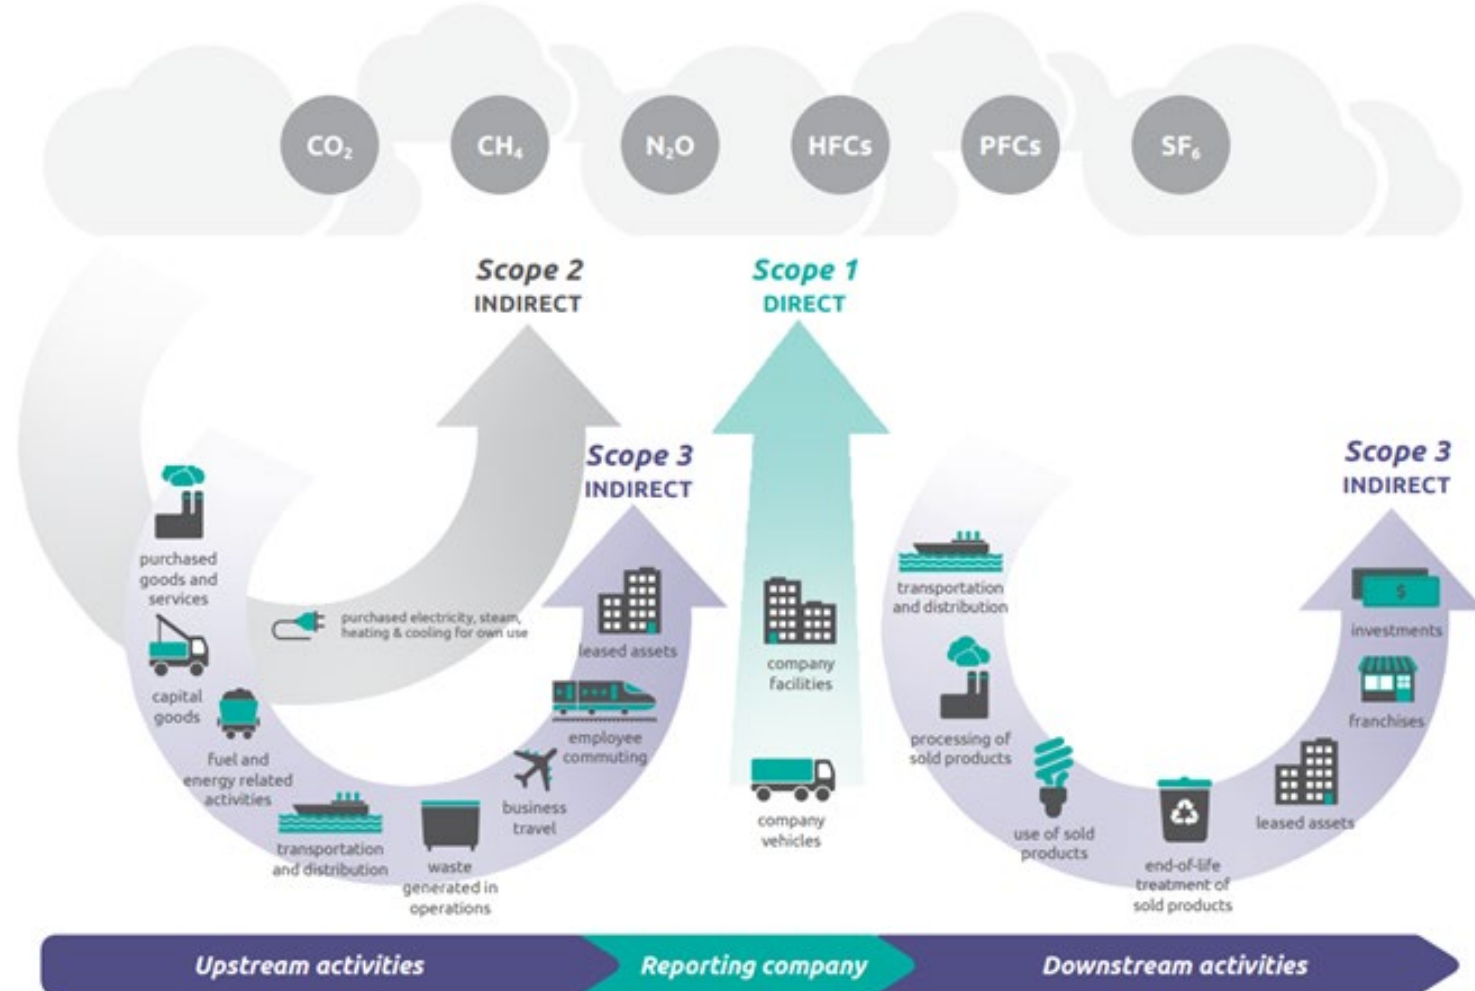 CO₂
CH₄
N₂O
HFCs
PFCs
SF₆
Scope 2
INDIRECT
Scope 1
DIRECT
Scope 3
INDIRECT
Scope 3
INDIRECT
purchased
goods and
services
capital
goods
fuel and
energy related
activities
transportation
and distribution
waste
generated in
operations
business
travel
employee
commuting
leased assets
purchased electricity, steam,
heating & cooling for own use
company
facilities
company
vehicles
transportation
and distribution
processing of
sold products
use of sold
products
end-of-life
treatment of
sold products
leased assets
franchises
investments
$
Upstream activities
Reporting company
Downstream activities